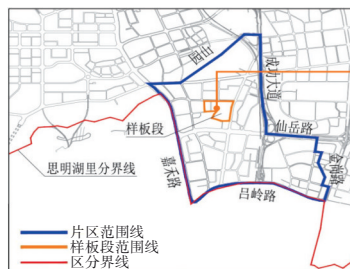 成功大道
仙岳路
样板段
思明湖里分界线
嘉禾路
金尚路
吕岭路
片区范围线
样板段范围线
区分界线